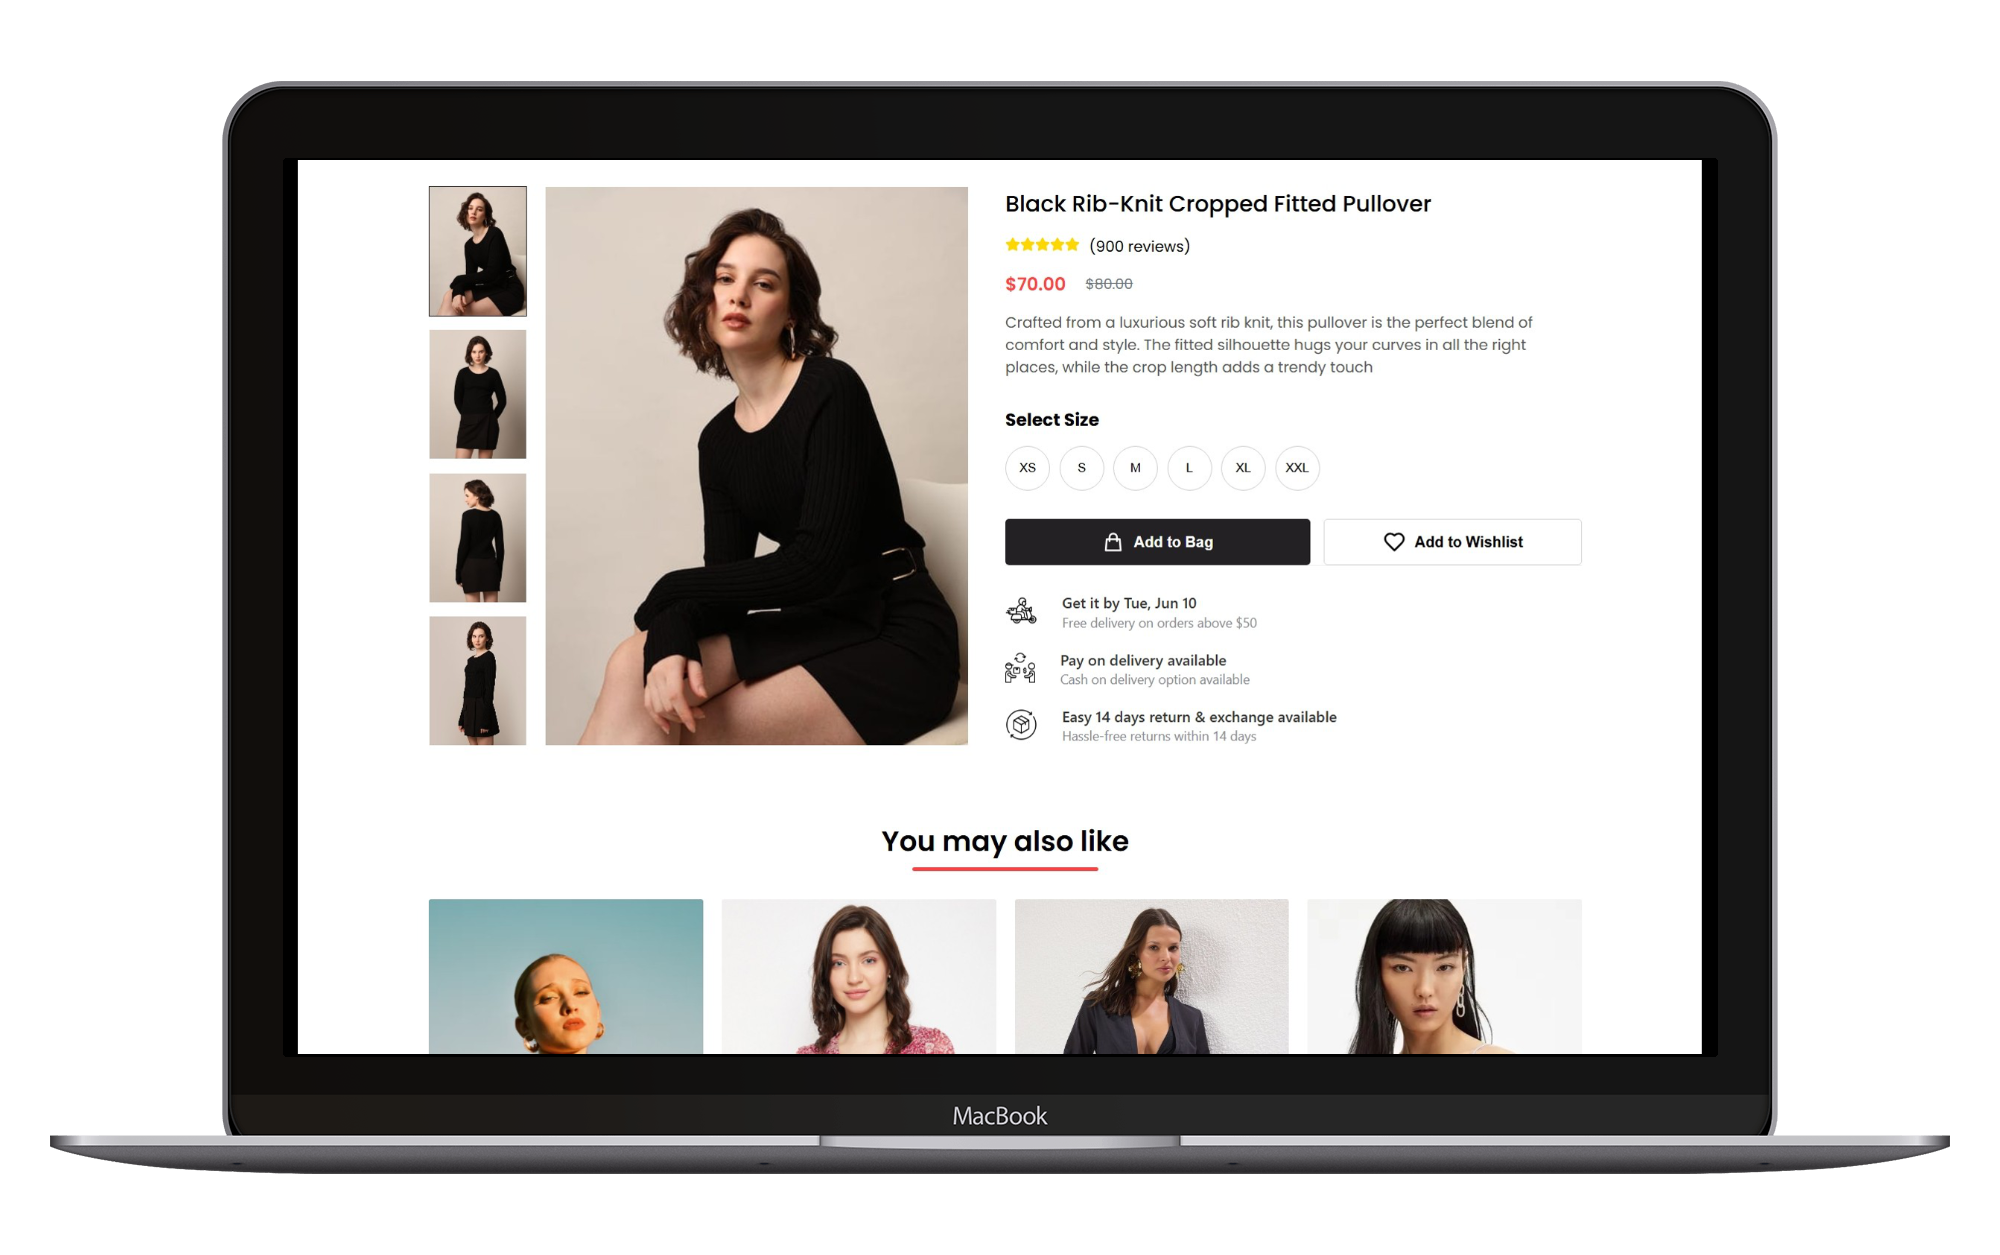 Black Rib-Knit Cropped Fitted Pullover
(900 reviews)
$70.00 $80.00
Crafted from a luxurious soft rib knit, this pullover is the perfect blend of
comfort and style. The fitted silhouette hugs your curves in all the right
places, while the crop length adds a trendy touch
Select Size
XS S M L XL XXL
Add to Bag Add to Wishlist
Get it by Tue, Jun 10
Free delivery on orders above $50
Pay on delivery available
Cash on delivery option available
Easy 14 days return & exchange available
Hassle-free returns within 14 days
You may also like
MacBook